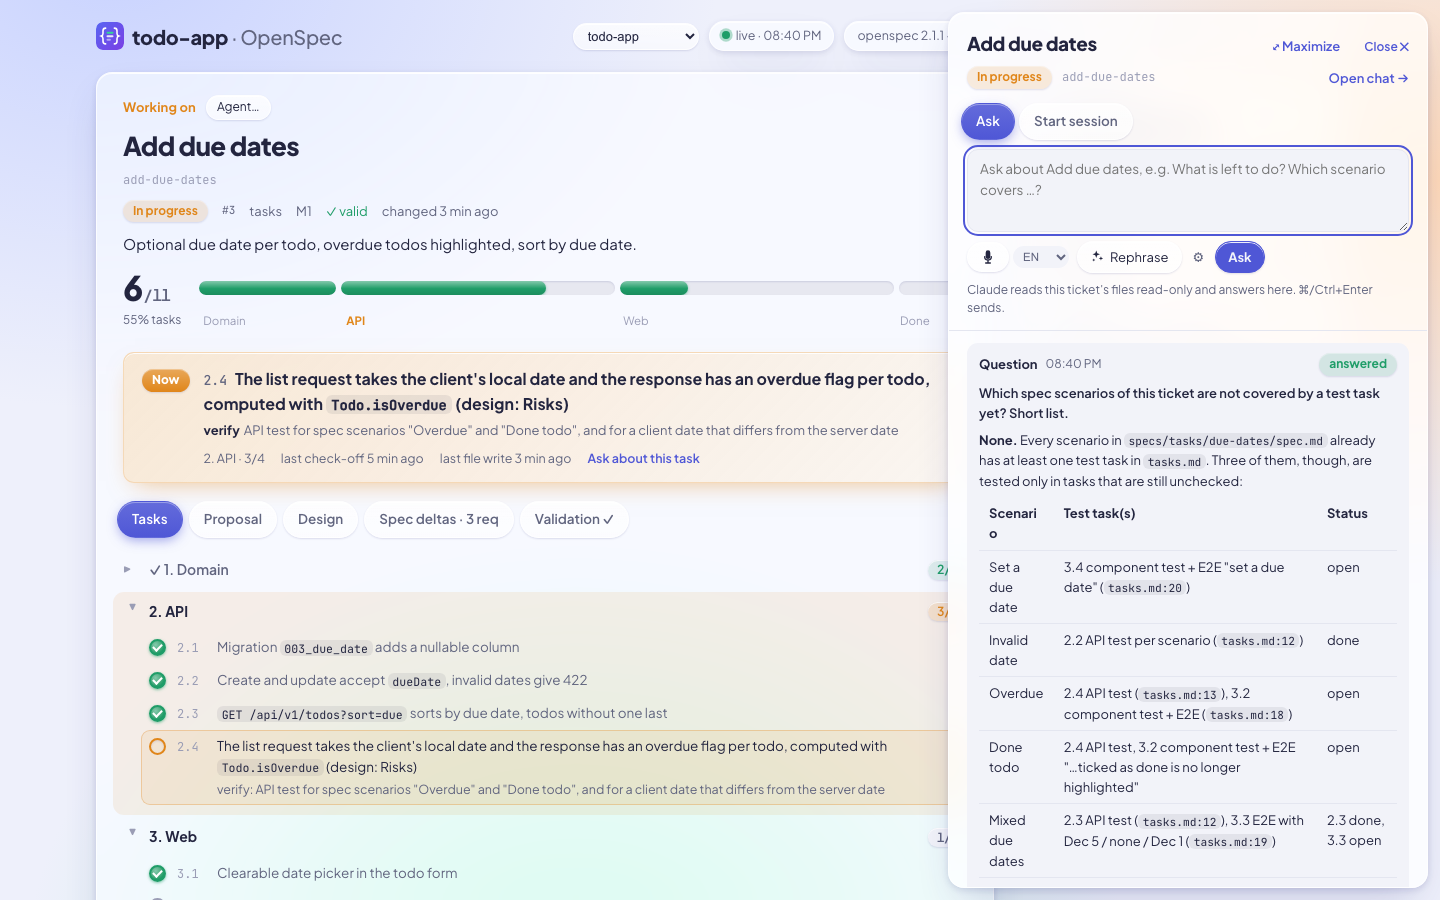 todo-app · OpenSpec
todo-app
live · 08:40 PM
openspec 2.1.1
Working on
Agent…
Add due dates
add-due-dates
In progress
#3
tasks
M1
✓ valid
changed 3 min ago
Optional due date per todo, overdue todos highlighted, sort by due date.
6/11
55% tasks
Domain
API
Web
Done
Now
2.4 The list request takes the client's local date and the response has an overdue flag per todo,
computed with Todo.isOverdue (design: Risks)
verify API test for spec scenarios "Overdue" and "Done todo", and for a client date that differs from the server date
2. API · 3/4
last check-off 5 min ago
last file write 3 min ago
Ask about this task
Tasks
Proposal
Design
Spec deltas · 3 req
Validation ✓
✓ 1. Domain
2/
2. API
3/
2.1 Migration 003_due_date adds a nullable column
2.2 Create and update accept dueDate, invalid dates give 422
2.3 GET /api/v1/todos?sort=due sorts by due date, todos without one last
2.4 The list request takes the client's local date and the response has an overdue flag per todo, computed with
Todo.isOverdue (design: Risks)
verify: API test for spec scenarios "Overdue" and "Done todo", and for a client date that differs from the server date
3. Web
1/
3.1 Clearable date picker in the todo form
Add due dates
Maximize
Close ✕
In progress
add-due-dates
Open chat →
Ask
Start session
Ask about Add due dates, e.g. What is left to do? Which scenario
covers …?
EN
Rephrase
Ask
Claude reads this ticket's files read-only and answers here. ⌘/Ctrl+Enter
sends.
Question 08:40 PM
answered
Which spec scenarios of this ticket are not covered by a test task
yet? Short list.
None. Every scenario in specs/tasks/due-dates/spec.md already
has at least one test task in tasks.md. Three of them, though, are
tested only in tasks that are still unchecked:
Scenari
o
Test task(s)
Status
Set a
due
date
3.4 component test + E2E "set a due
date" (tasks.md:20)
open
Invalid
date
2.2 API test per scenario (tasks.md:12)
done
Overdue
2.4 API test (tasks.md:13), 3.2
component test + E2E (tasks.md:18)
open
Done
todo
2.4 API test, 3.2 component test + E2E
"…ticked as done is no longer
highlighted"
open
Mixed
due
dates
2.3 API test (tasks.md:12), 3.3 E2E with
Dec 5 / none / Dec 1 (tasks.md:19)
2.3 done,
3.3 open